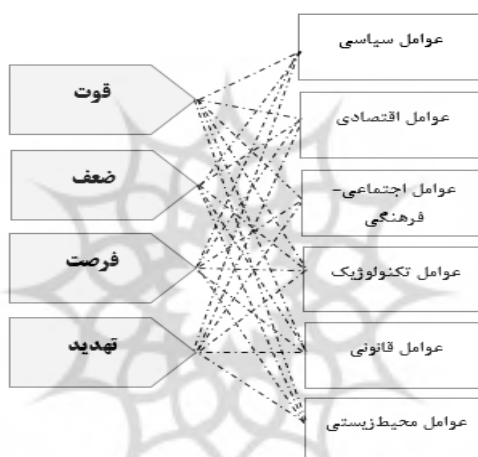 عوامل سیاسی
عوامل اقتصادی
عوامل اجتماعی-
فرهنگی
عوامل تکنولوژیک
عوامل قانونی
عوامل محیط‌زیستی
قوت
ضعف
فرصت
تهدید